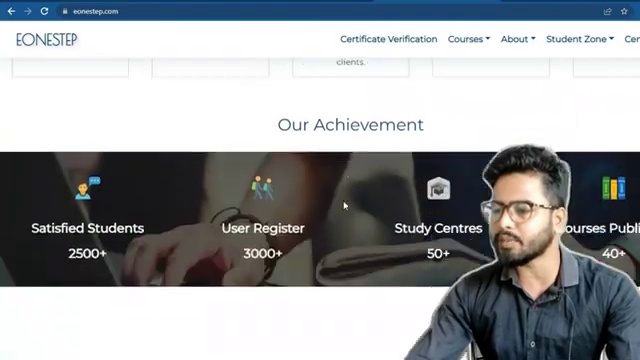 eonestep.com
EONESTEP
Certificate Verification Courses About Student Zone Cer
clients.
Our Achievement
Satisfied Students User Register Study Centres ourses Publi
2500+ 3000+ 50+ 40+